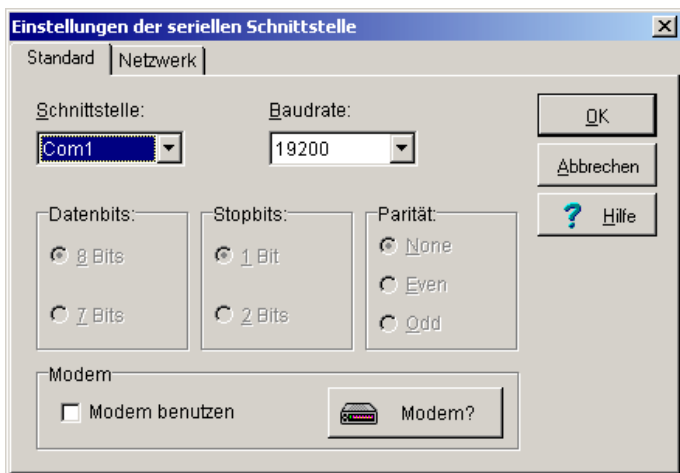 Einstellungen der seriellen Schnittstelle
Standard
Netzwerk
Schnittstelle:
Baudrate:
Com1
19200
OK
Abbrechen
? Hilfe
Datenbits:
8 Bits
7 Bits
Stopbits:
1 Bit
2 Bits
Parität:
None
Even
Odd
Modem
Modem benutzen
Modem?